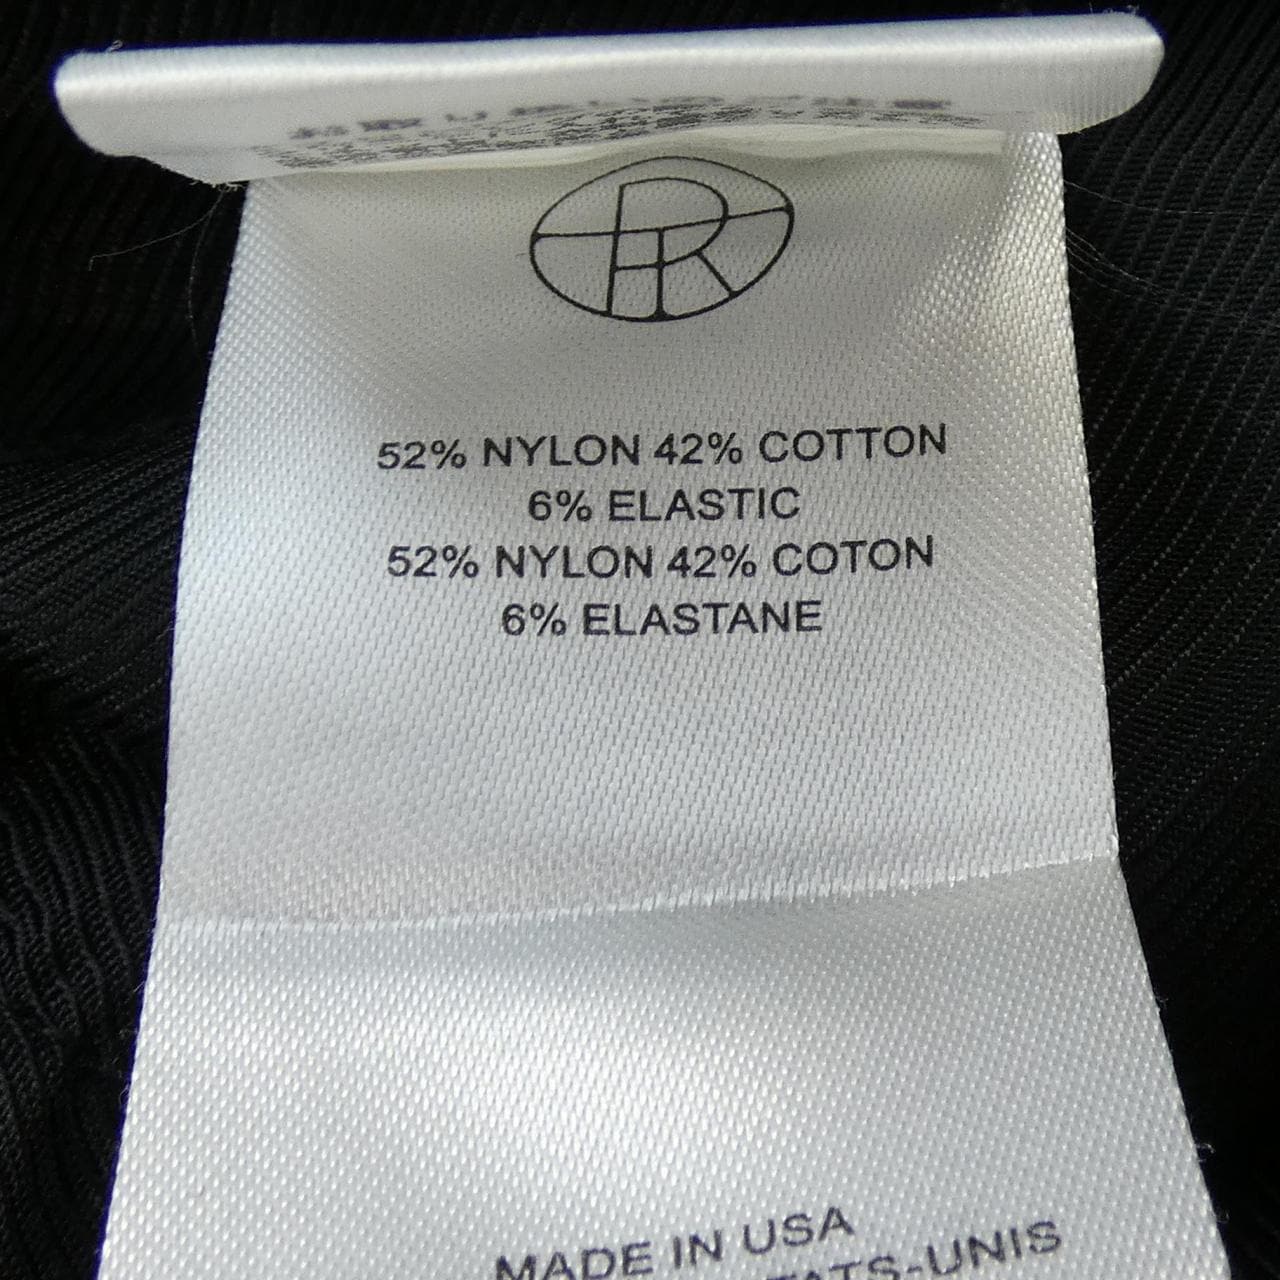 52% NYLON 42% COTTON
6% ELASTIC
52% NYLON 42% COTON
6% ELASTANE
MADE IN USA